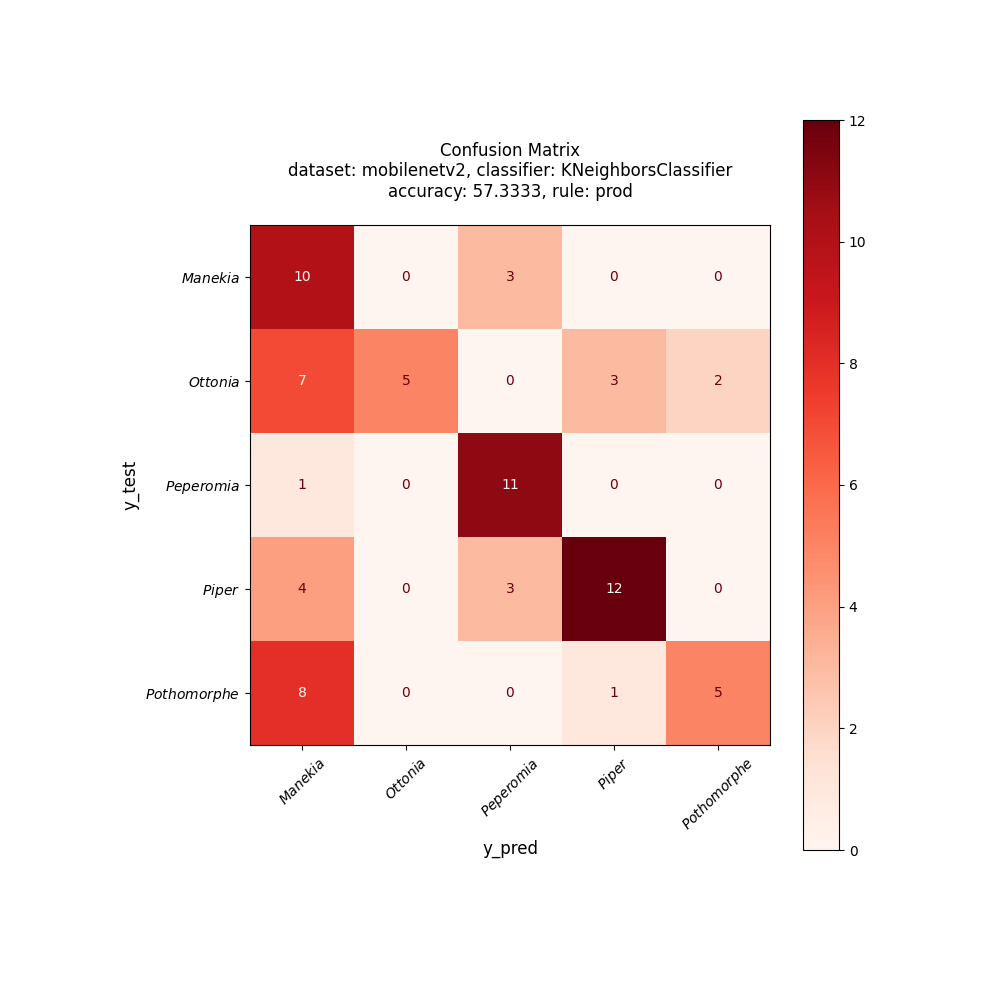 Confusion Matrix
dataset: mobilenetv2, classifier: KNeighborsClassifier
accuracy: 57.3333, rule: prod
12
10
8
6
4
2
0
y_test
Manekia 10 0 3 0 0
Ottonia 7 5 0 3 2
Peperomia 1 0 11 0 0
Piper 4 0 3 12 0
Pothomorphe 8 0 0 1 5
Manekia Ottonia Peperomia Piper Pothomorphe
y_pred